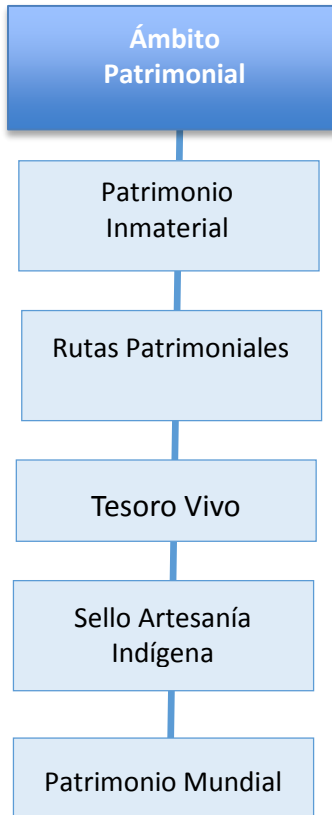 Ámbito
Patrimonial
Patrimonio
Inmaterial
Rutas Patrimoniales
Tesoro Vivo
Sello Artesanía
Indígena
Patrimonio Mundial